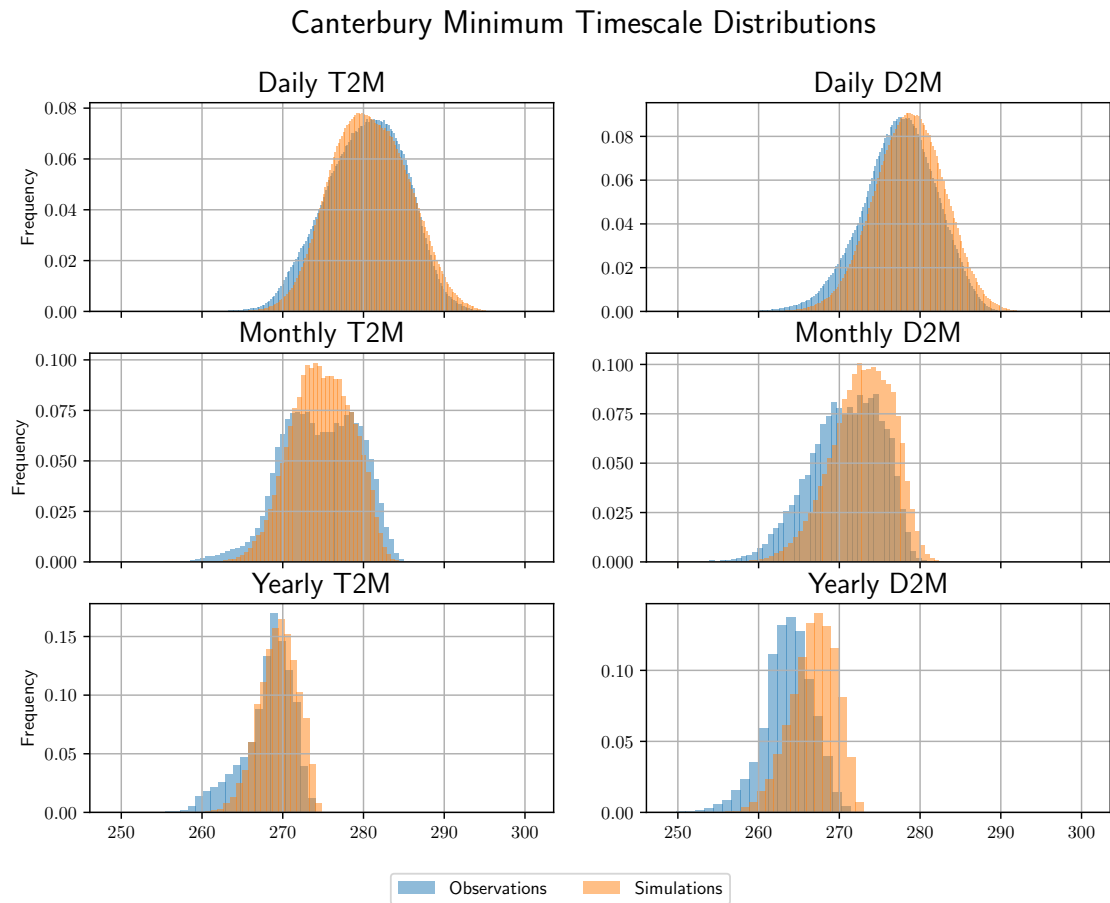 Canterbury Minimum Timescale Distributions
Daily T2M
Daily D2M
0.08
0.06
0.04
0.02
0.00
Frequency
0.08
0.06
0.04
0.02
0.00
Monthly T2M
Monthly D2M
0.100
0.075
0.050
0.025
0.000
Frequency
0.100
0.075
0.050
0.025
0.000
Yearly T2M
Yearly D2M
0.15
0.10
0.05
0.00
Frequency
0.10
0.05
0.00
250 260 270 280 290 300
250 260 270 280 290 300
Observations Simulations